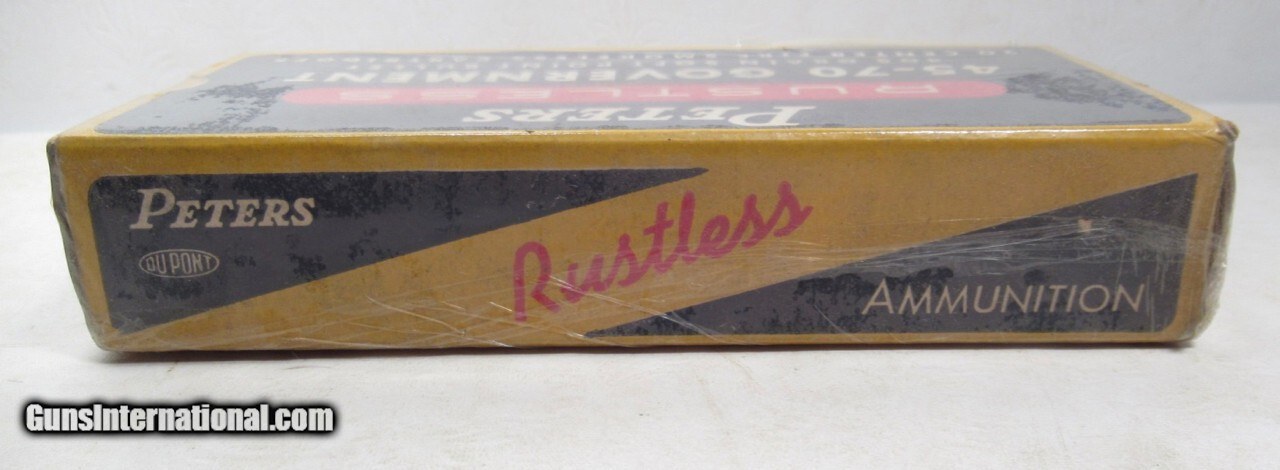 PETERS
RUSTLESS
45-70 GOVERNMENT
PETERS
DU PONT
Rustless
AMMUNITION
GunsInternational.com